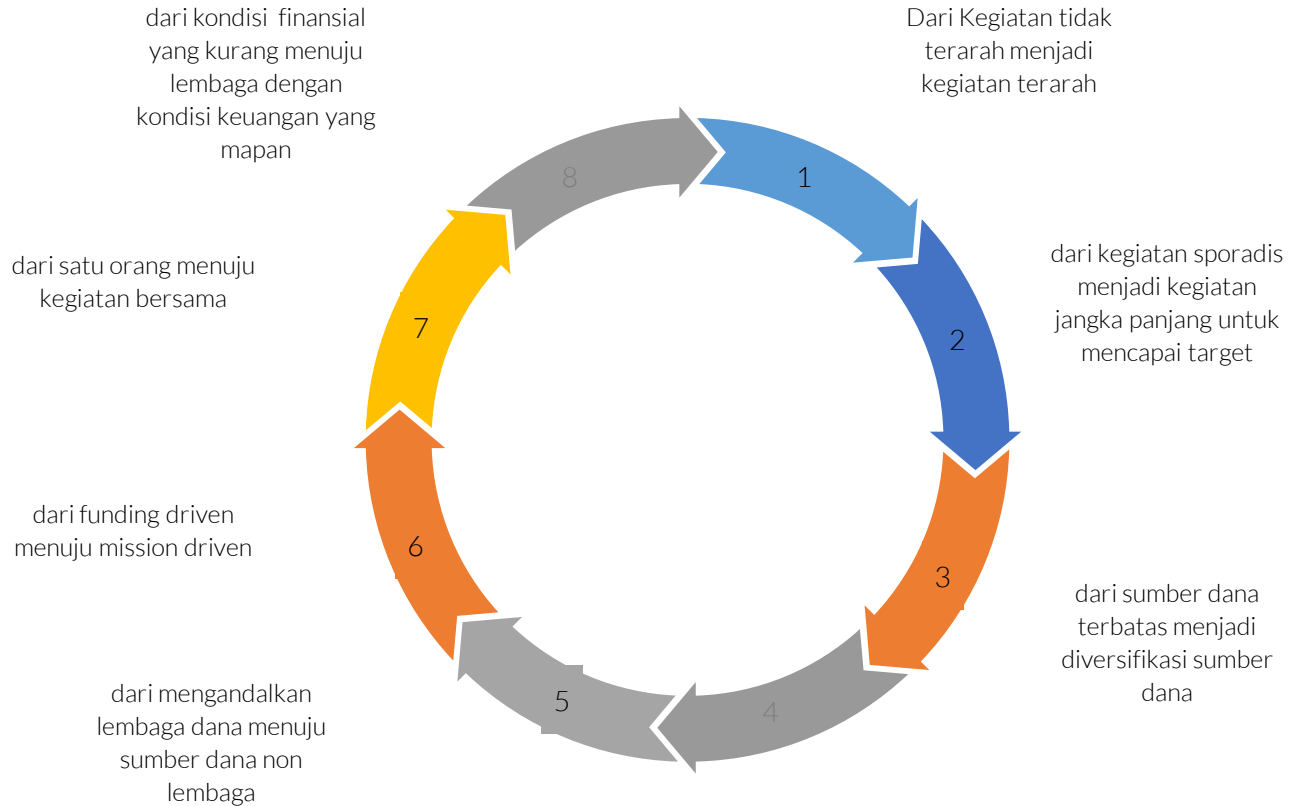 Dari Kegiatan tidak
terarah menjadi
kegiatan terarah
1
dari kegiatan sporadis
menjadi kegiatan
jangka panjang untuk
mencapai target
2
dari sumber dana
terbatas menjadi
diversifikasi sumber
dana
3
4
dari mengandalkan
lembaga dana menuju
sumber dana non
lembaga
5
dari funding driven
menuju mission driven
6
dari satu orang menuju
kegiatan bersama
7
dari kondisi  finansial
yang kurang menuju
lembaga dengan
kondisi keuangan yang
mapan
8